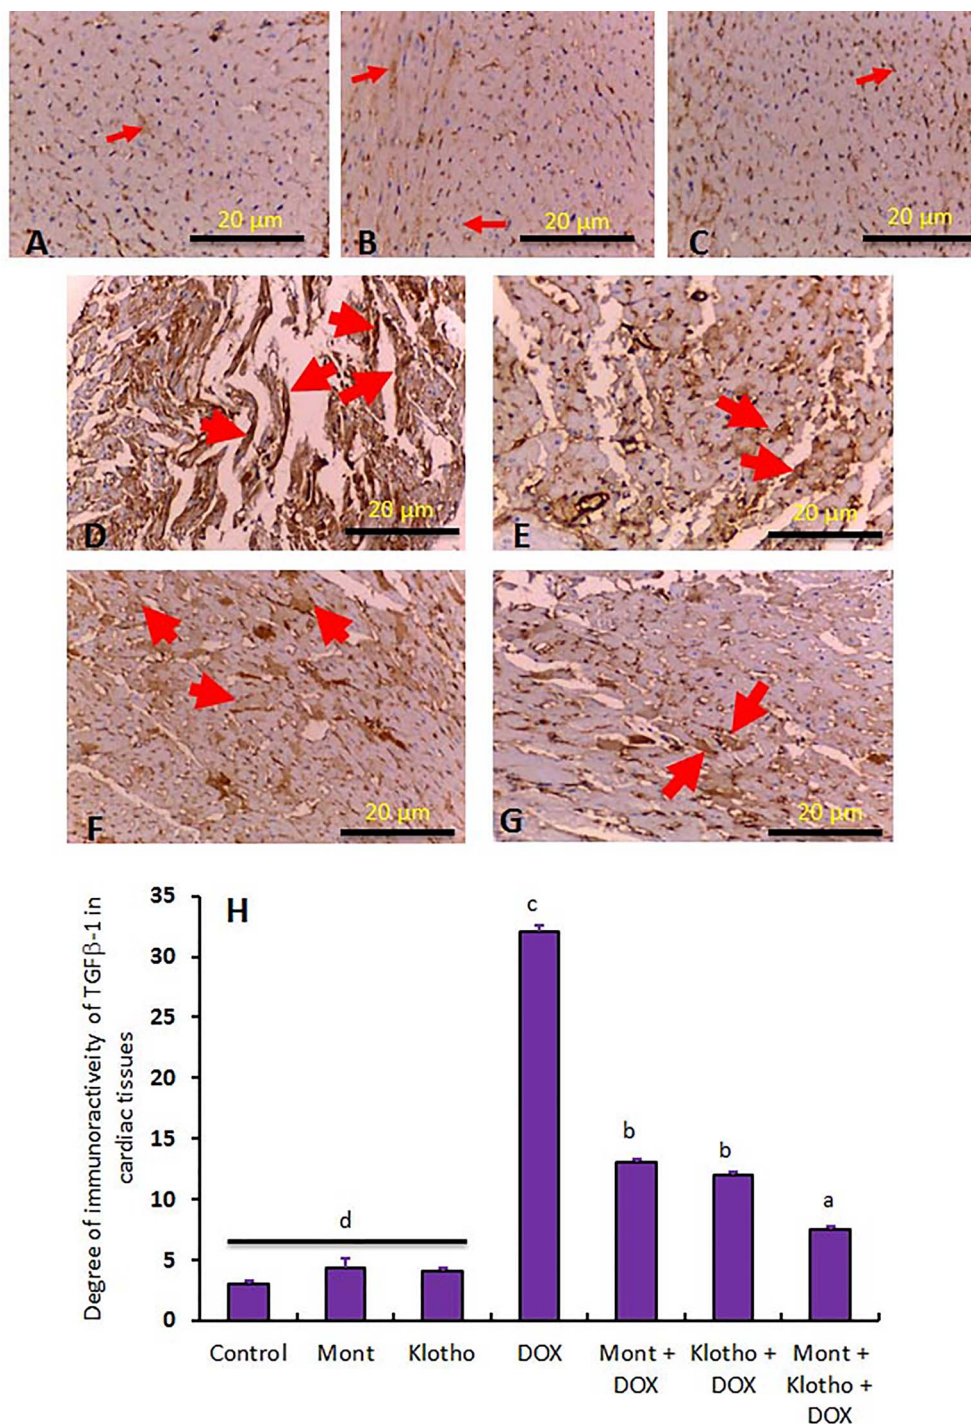 20 µm
20 µm
20 µm
A
B
C
20 µm
20 µm
D
E
20 µm
20 µm
F
G
H
Degree of immunoractiveity of TGFβ-1 in
cardiac tissues
35
30
25
20
15
10
5
0
d
c
b
b
a
Control
Mont
Klotho
DOX
Mont +
DOX
Klotho +
DOX
Mont +
Klotho +
DOX